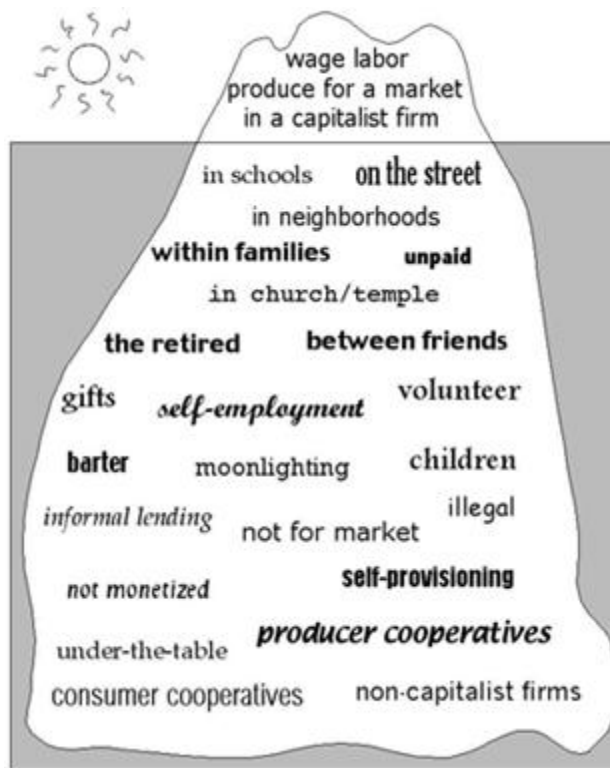 wage labor
produce for a market
in a capitalist firm
in schools on the street
in neighborhoods
within families unpaid
in church/temple
the retired between friends
gifts self-employment volunteer
barter moonlighting children
informal lending not for market illegal
not monetized self-provisioning
under-the-table producer cooperatives
consumer cooperatives non-capitalist firms